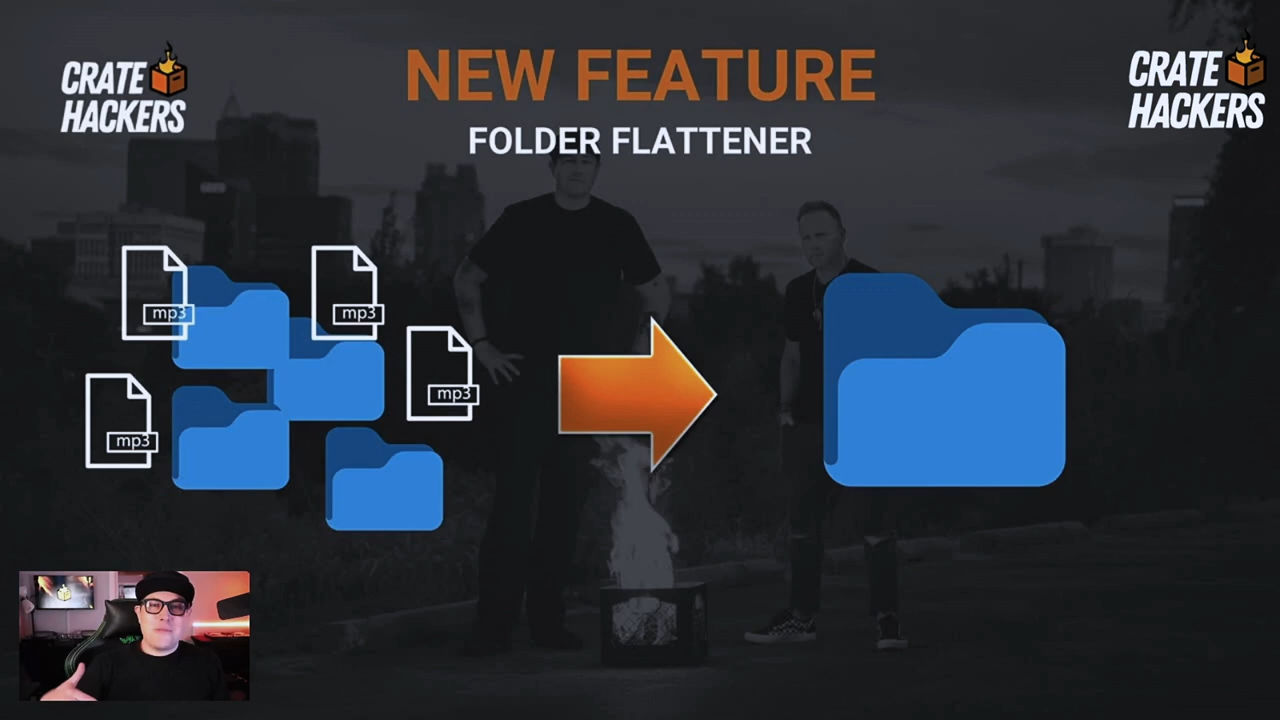 CRATE
HACKERS
NEW FEATURE
FOLDER FLATTENER
CRATE
HACKERS
mp3
mp3
mp3
mp3